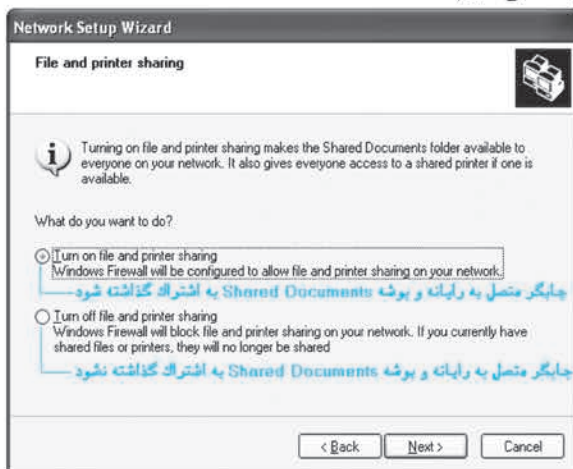 Network Setup Wizard
File and printer sharing
Turning on file and printer sharing makes the Shared Documents folder available to
everyone on your network. It also gives everyone access to a shared printer if one is
available.
What do you want to do?
Turn on file and printer sharing
Windows Firewall will be configured to allow file and printer sharing on your network.
چاپگر متصل به رایانه و پوشه Shared Documents به اشتراك گذاشته شود
Turn off file and printer sharing
Windows Firewall will block file and printer sharing on your network. If you currently have
shared files or printers, they will no longer be shared
چاپگر متصل به رایانه و پوشه Shared Documents به اشتراك گذاشته نشود
< Back
Next >
Cancel